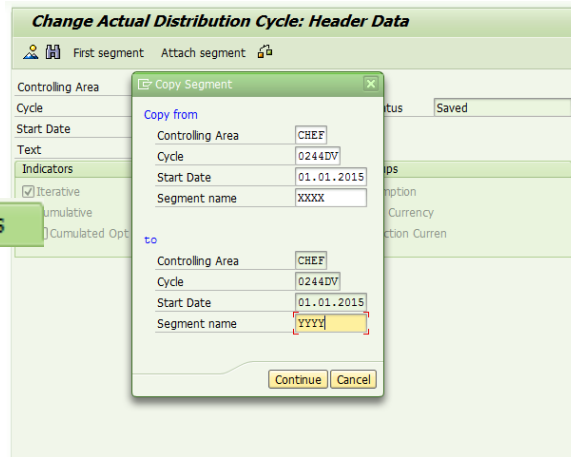 Change Actual Distribution Cycle: Header Data
First segment Attach segment
Controlling Area
Cycle
Start Date
Text
Indicators
Iterative
umulative
Cumulated Opt
s
tus Saved
ps
mption
Currency
ction Curren
Copy Segment
Copy from
Controlling Area CHEF
Cycle 0244DV
Start Date 01.01.2015
Segment name XXXX
to
Controlling Area CHEF
Cycle 0244DV
Start Date 01.01.2015
Segment name YYYY
Continue Cancel